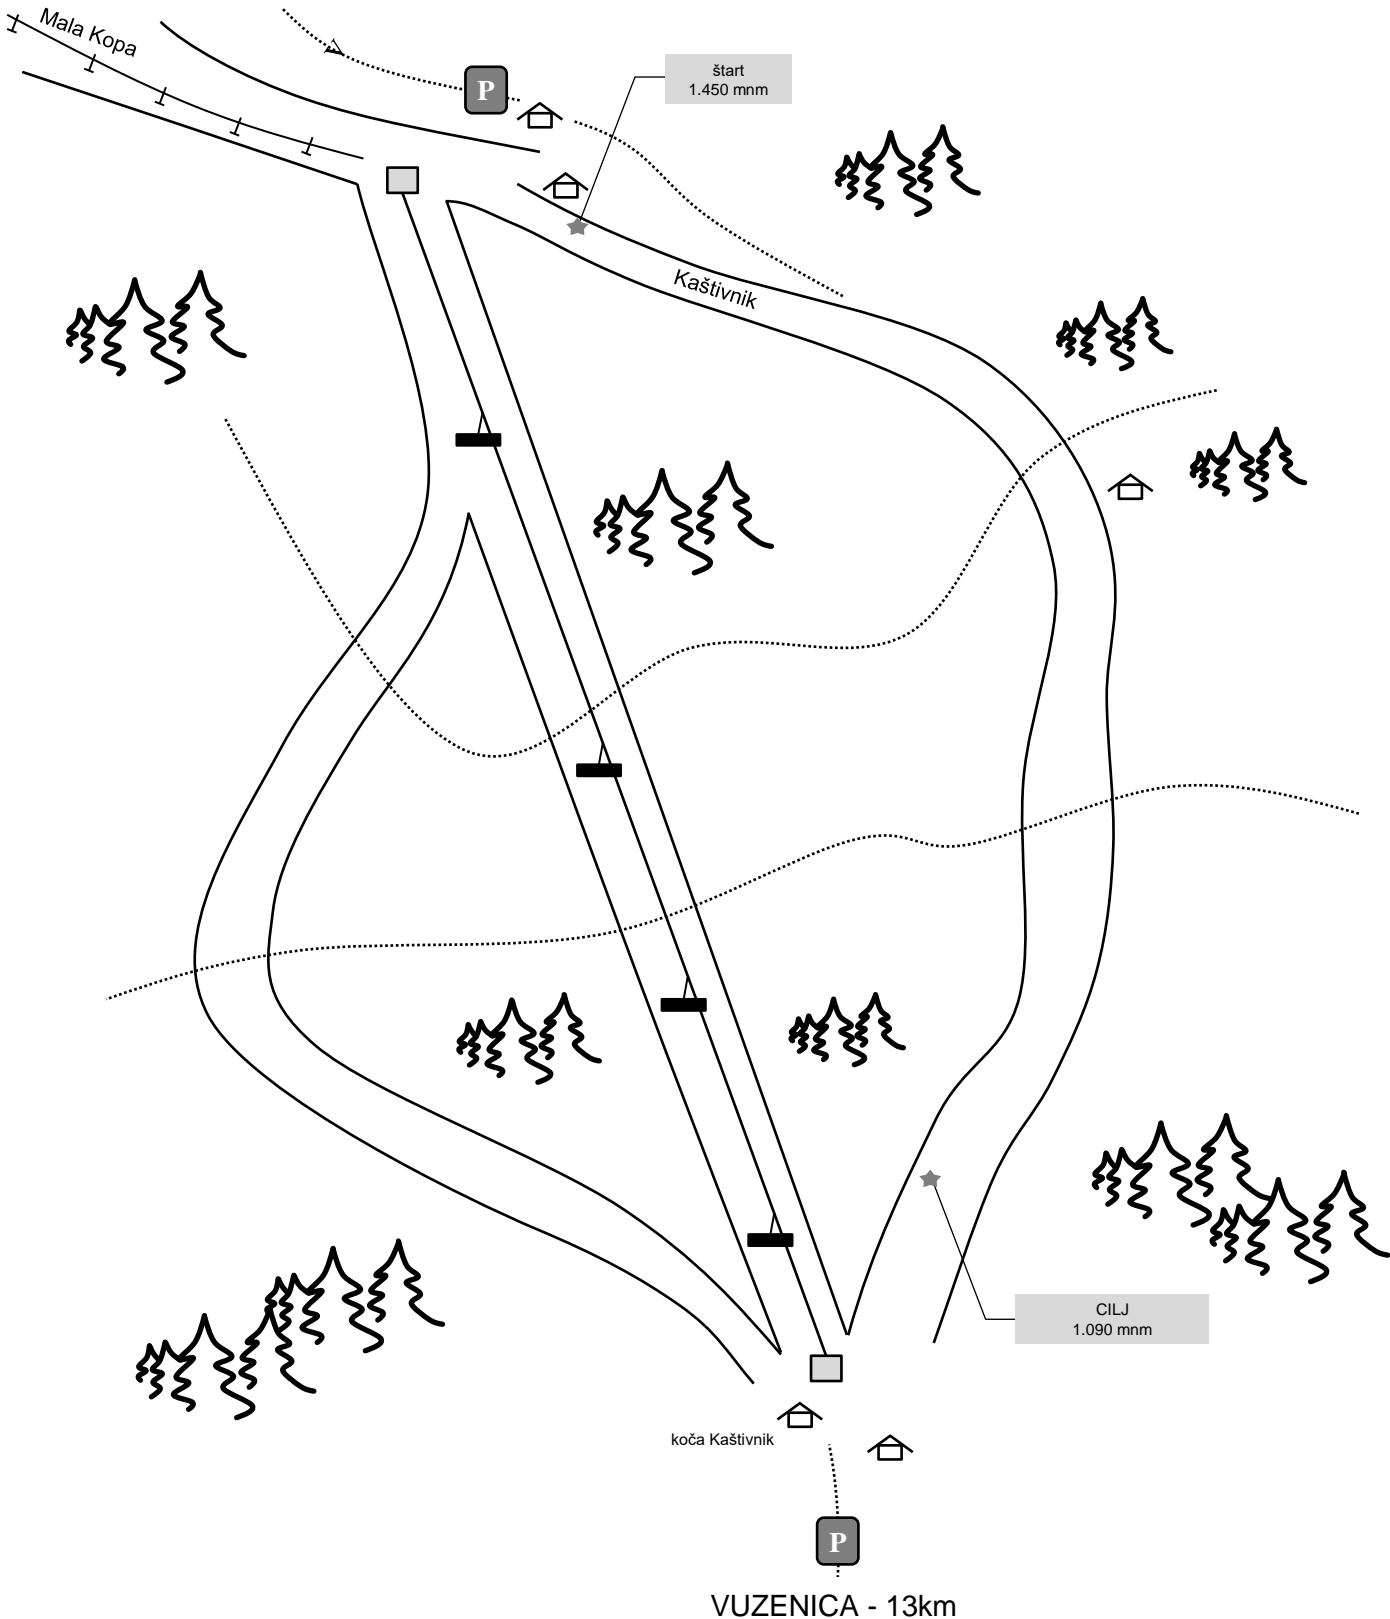 Mala Kopa
P
štart
1.450 mnm
Kaštivnik
CILJ
1.090 mnm
koča Kaštivnik
P
VUZENICA - 13km